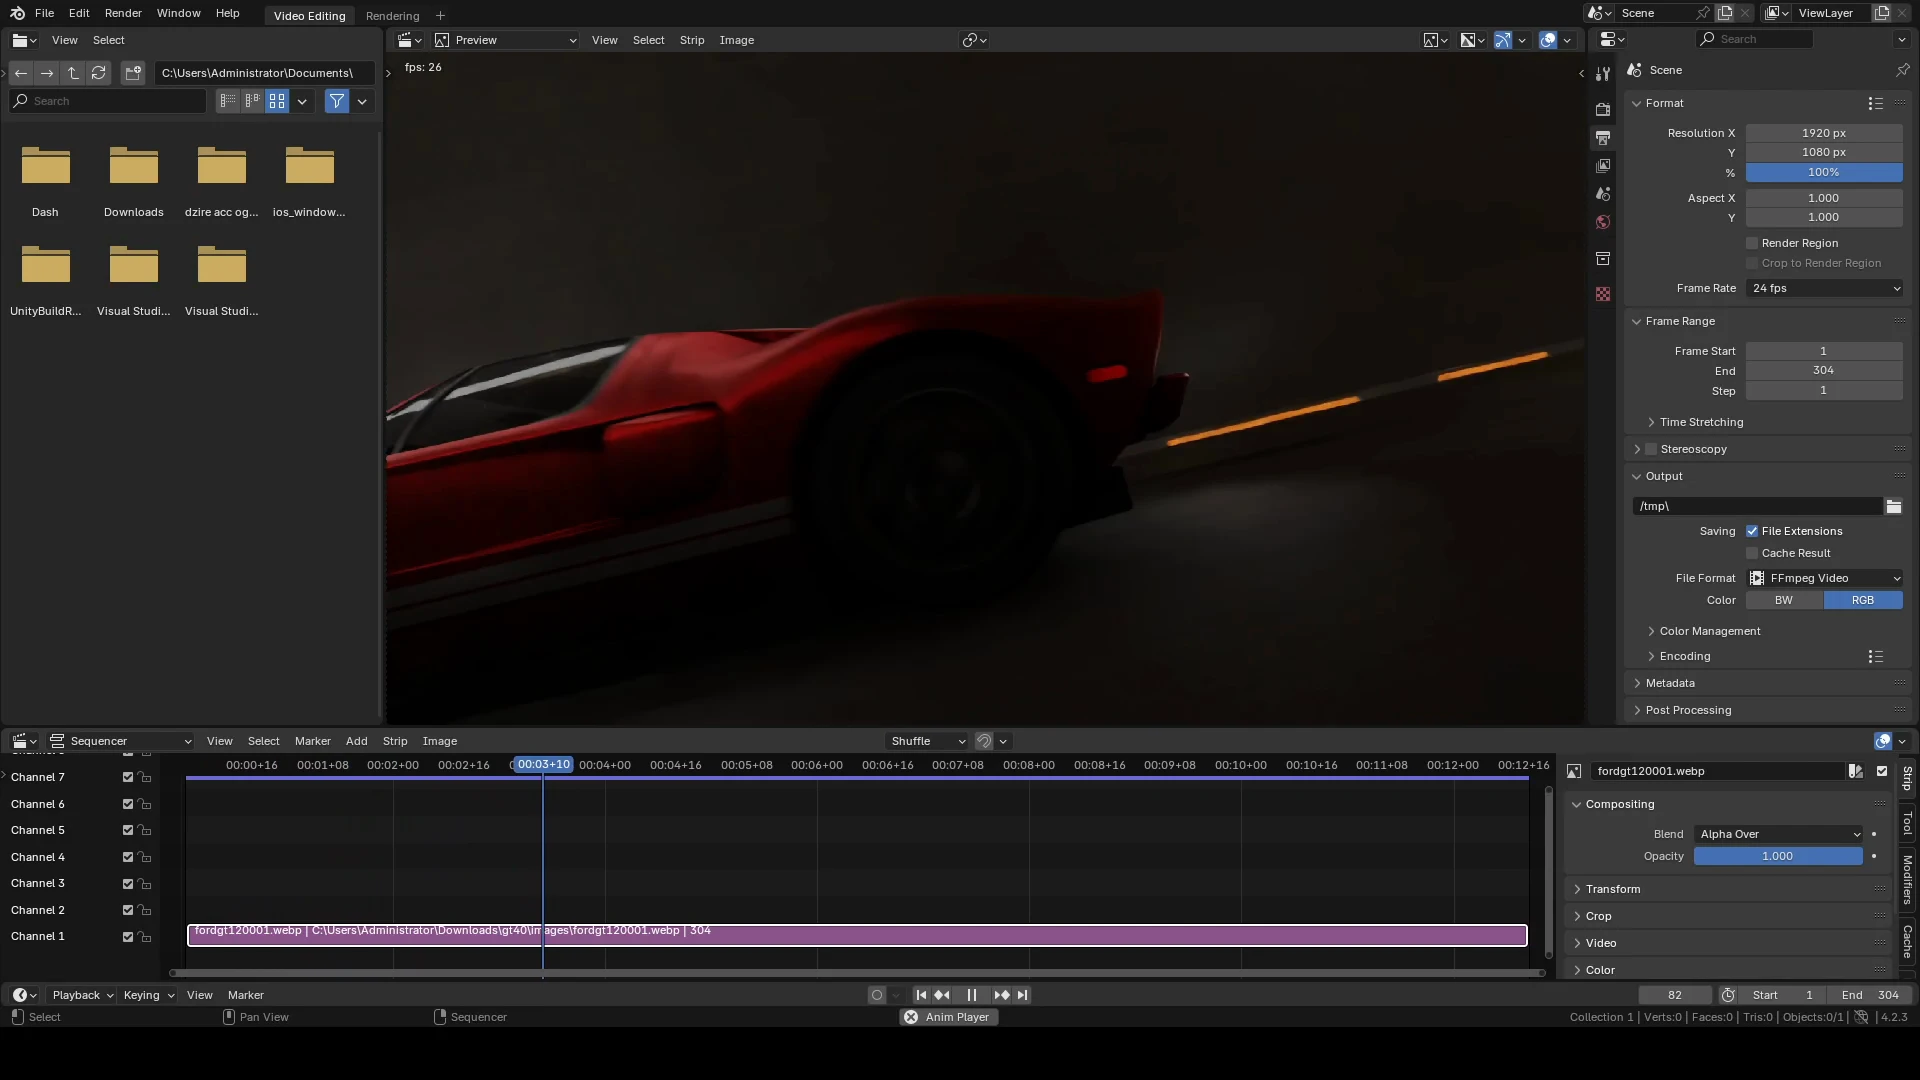 File Edit Render Window Help
Video Editing Rendering +
Scene
ViewLayer
View Select
Preview
View Select Strip Image
Search
C:\Users\Administrator\Documents\
Search
fps: 26
Dash Downloads dzire acc og... ios_window...
UnityBuildR... Visual Studi... Visual Studi...
Scene
Format
Resolution X 1920 px
Y 1080 px
% 100%
Aspect X 1.000
Y 1.000
Render Region
Crop to Render Region
Frame Rate 24 fps
Frame Range
Frame Start 1
End 304
Step 1
Time Stretching
Stereoscopy
Output
/tmp\
Saving File Extensions
Cache Result
File Format FFmpeg Video
Color BW RGB
Color Management
Encoding
Metadata
Post Processing
Sequencer View Select Marker Add Strip Image
Shuffle
00:00+16 00:01+08 00:02+00 00:02+16 00:03+10 00:04+00 00:04+16 00:05+08 00:06+00 00:06+16 00:07+08 00:08+00 00:08+16 00:09+08 00:10+00 00:10+16 00:11+08 00:12+00 00:12+16
Channel 7
Channel 6
Channel 5
Channel 4
Channel 3
Channel 2
Channel 1
fordgt120001.webp | C:\Users\Administrator\Downloads\gt40\images\fordgt120001.webp | 304
fordgt120001.webp
Compositing
Blend Alpha Over
Opacity 1.000
Transform
Crop
Video
Color
Strip
Tool
Modifiers
Cache
Playback Keying View Marker
82 Start 1 End 304
Select Pan View Sequencer
Anim Player
Collection 1 | Verts:0 | Faces:0 | Tris:0 | Objects:0/1 | 4.2.3